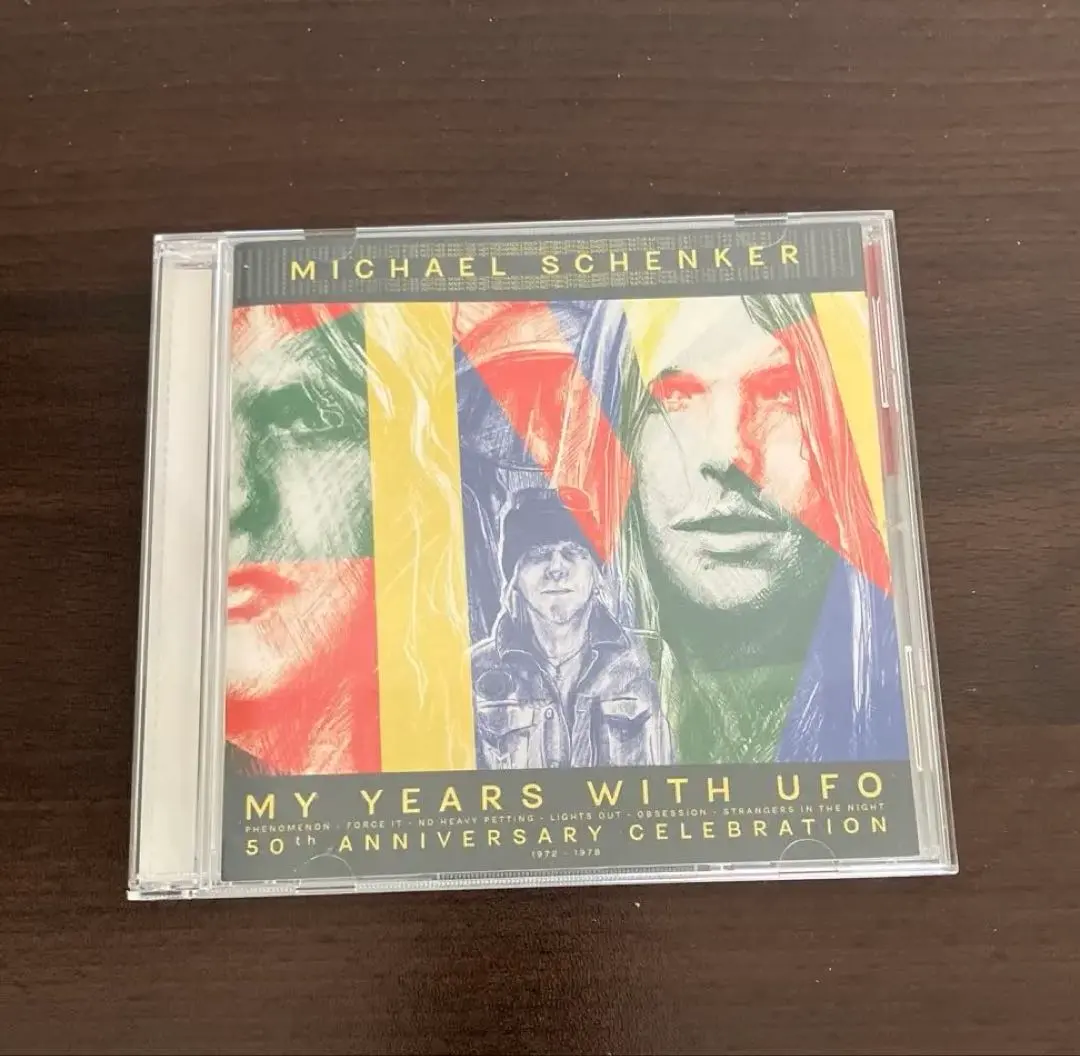 MICHAEL SCHENKER
MY YEARS WITH UFO
PHENOMENON - FORCE IT - NO HEAVY PETTING - LIGHTS OUT - OBSESSION - STRANGERS IN THE NIGHT
50th ANNIVERSARY CELEBRATION
1972 - 1978